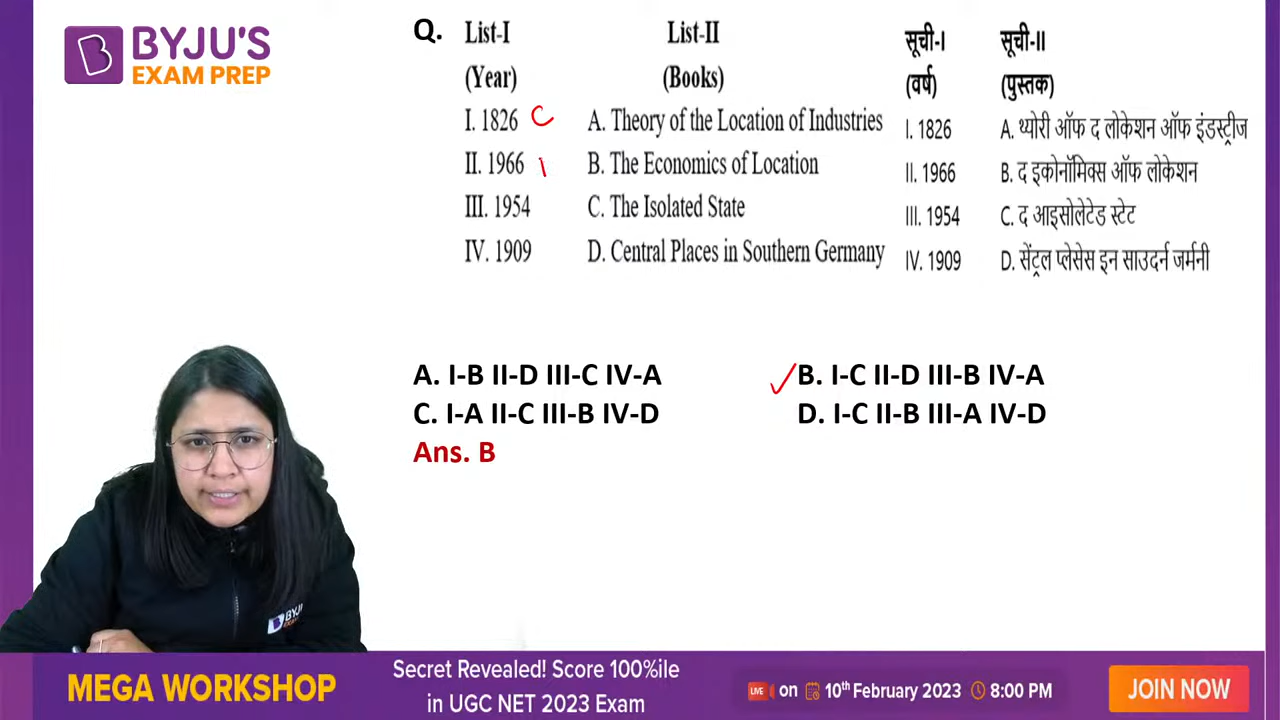 BYJU'S
EXAM PREP
Q. List-I List-II
(Year) (Books)
I. 1826 C A. Theory of the Location of Industries
II. 1966 B. The Economics of Location
III. 1954 C. The Isolated State
IV. 1909 D. Central Places in Southern Germany
सूची-I सूची-II
(वर्ष) (पुस्तक)
I. 1826 A. थ्योरी ऑफ द लोकेशन ऑफ इंडस्ट्रीज
II. 1966 B. द इकोनॉमिक्स ऑफ लोकेशन
III. 1954 C. द आइसोलेटेड स्टेट
IV. 1909 D. सेंट्रल प्लेसेस इन साउदर्न जर्मनी
A. I-B II-D III-C IV-A B. I-C II-D III-B IV-A
C. I-A II-C III-B IV-D D. I-C II-B III-A IV-D
Ans. B
MEGA WORKSHOP
Secret Revealed! Score 100%ile
in UGC NET 2023 Exam
LIVE on 10th February 2023 8:00 PM
JOIN NOW